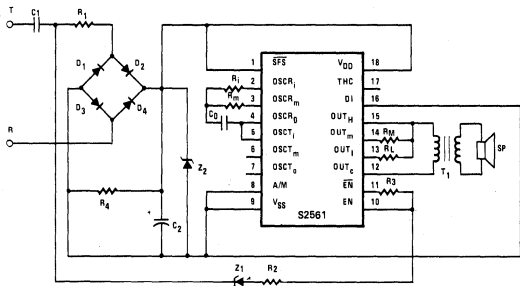 T
C1
R1
D1
D2
D3
D4
R
R4
C2
Z2
Ri
Rm
CD
1 SFS
2 OSCRi
3 OSCRm
4 OSCRD
5 OSCTi
6 OSCTm
7 OSCTo
8 A/M
9 VSS
VDD 18
THC 17
Di 16
OUTH 15
OUTm 14
OUTl 13
OUTc 12
EN 11
EN 10
S2561
RM
RL
R3
T1
SP
Z1
R2